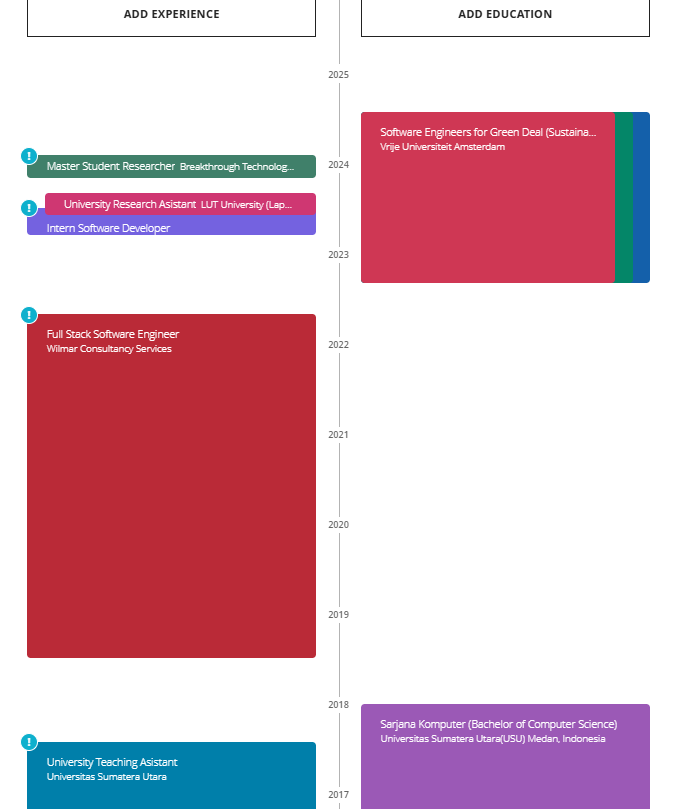 ADD EXPERIENCE
ADD EDUCATION
2025
Software Engineers for Green Deal (Sustaina...
Vrije Universiteit Amsterdam
!
Master Student Researcher Breakthrough Technolog...
2024
University Research Asistant LUT University (Lap...
!
Intern Software Developer
2023
!
Full Stack Software Engineer
Wilmar Consultancy Services
2022
2021
2020
2019
2018
Sarjana Komputer (Bachelor of Computer Science)
Universitas Sumatera Utara(USU) Medan, Indonesia
!
University Teaching Asistant
Universitas Sumatera Utara
2017